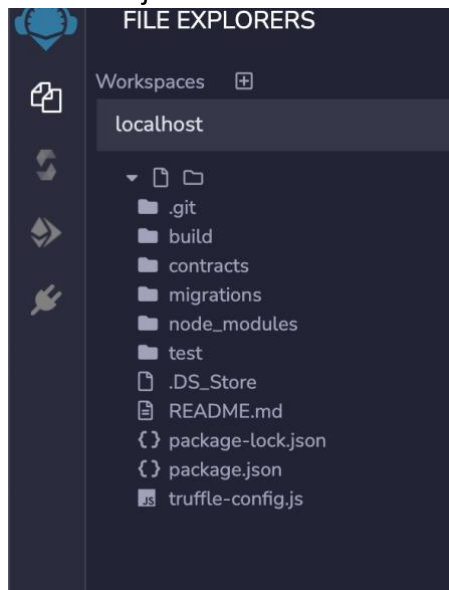 FILE EXPLORERS
Workspaces
localhost
.git
build
contracts
migrations
node_modules
test
.DS_Store
README.md
package-lock.json
package.json
JS truffle-config.js